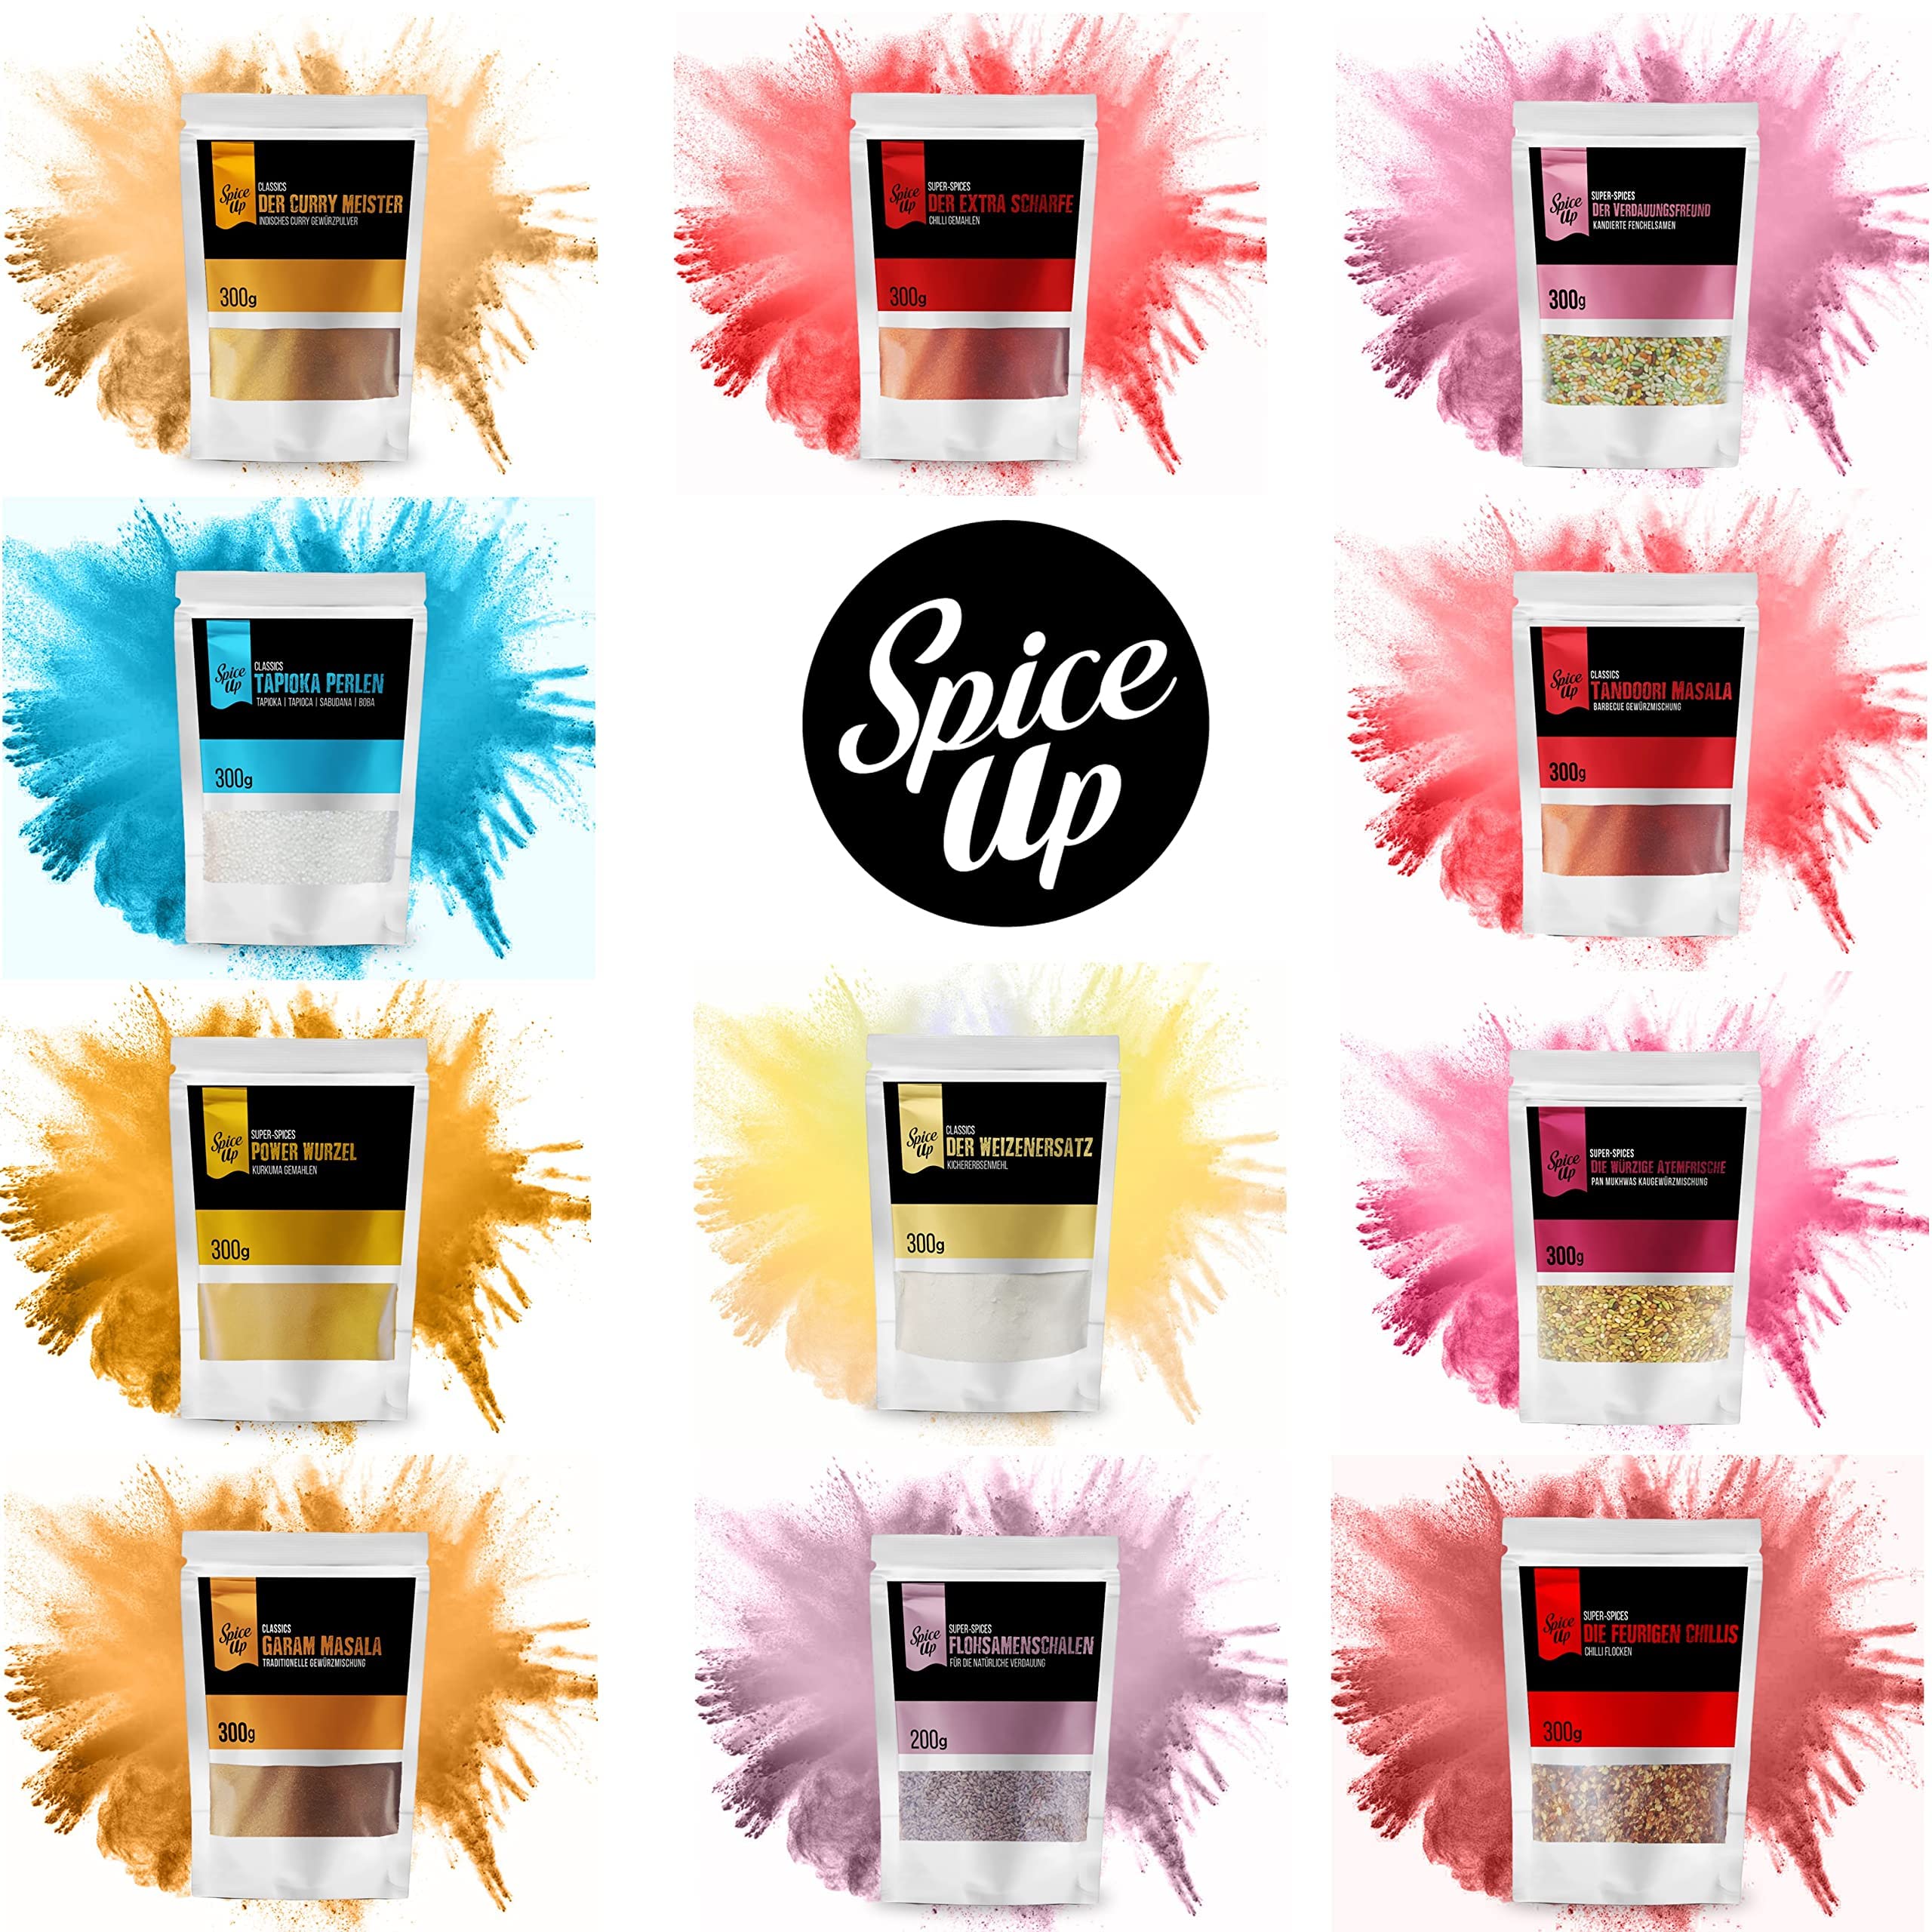 Spice
Up
CLASSICS
DER CURRY MEISTER
INDISCHES CURRY GEWÜRZPULVER
300g
Spice
Up
SUPER-SPICES
DER EXTRA SCHARFE
CHILLI GEMAHLEN
300g
Spice
Up
SUPER-SPICES
DER VERDAUUNGSFREUND
KANDIERTE FENCHELSAMEN
300g
Spice
Up
CLASSICS
TAPIOKA PERLEN
TAPIOKA | TAPIOCA | SABUDANA | BOBA
300g
Spice
Up
Spice
Up
CLASSICS
TANDOORI MASALA
BARBECUE GEWÜRZMISCHUNG
300g
Spice
Up
SUPER-SPICES
POWER WURZEL
KURKUMA GEMAHLEN
300g
Spice
Up
CLASSICS
DER WEIZENERSATZ
KICHERERBSENMEHL
300g
Spice
Up
SUPER-SPICES
DIE WÜRZIGE ATEMFRISCHE
PAN MUKHWAS KAUGEWÜRZMISCHUNG
300g
Spice
Up
CLASSICS
GARAM MASALA
TRADITIONELLE GEWÜRZMISCHUNG
300g
Spice
Up
SUPER-SPICES
FLOHSAMENSCHALEN
FÜR DIE NATÜRLICHE VERDAUUNG
200g
Spice
Up
SUPER-SPICES
DIE FEURIGEN CHILLIS
CHILLI FLOCKEN
300g